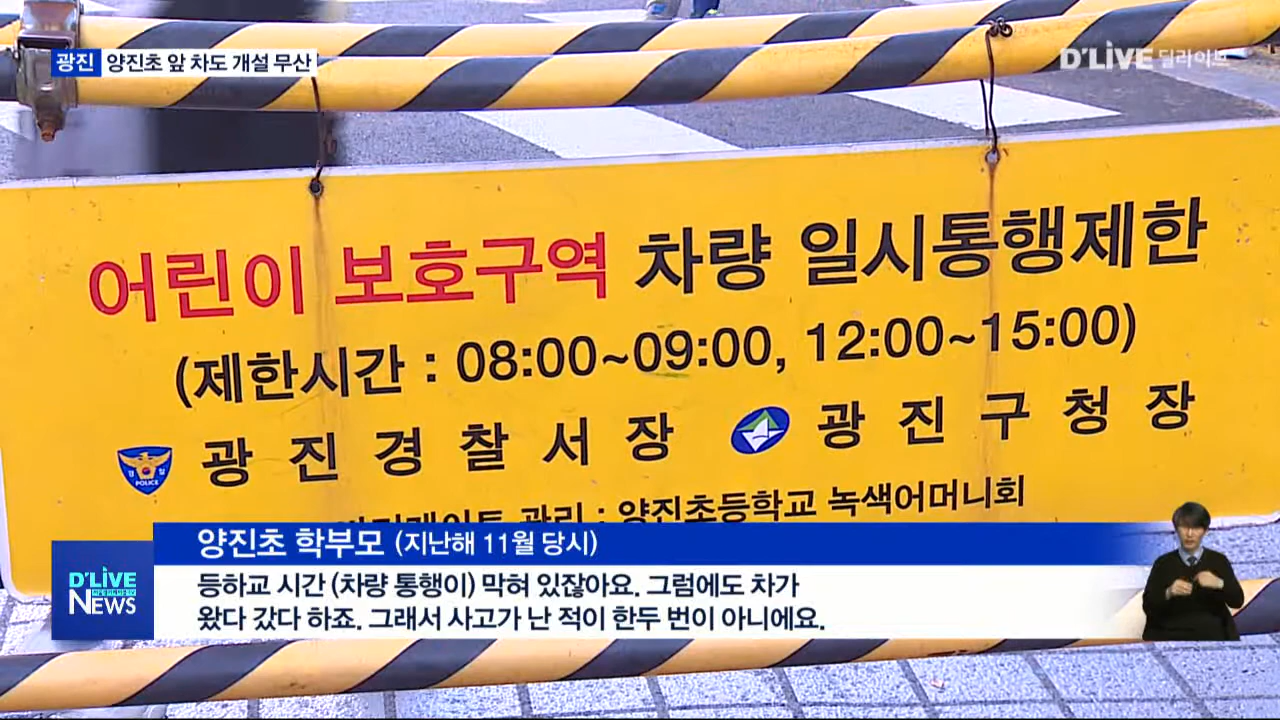 광진 양진초 앞 차도 개설 무산
D'LIVE 딜라이브
어린이 보호구역 차량 일시통행제한
(제한시간 : 08:00~09:00, 12:00~15:00)
POLICE 광진경찰서장 광진구청장
관리 : 양진초등학교 녹색어머니회
양진초 학부모 (지난해 11월 당시)
D'LIVE
NEWS
등하교 시간 (차량 통행이) 막혀 있잖아요. 그럼에도 차가
왔다 갔다 하죠. 그래서 사고가 난 적이 한두 번이 아니에요.